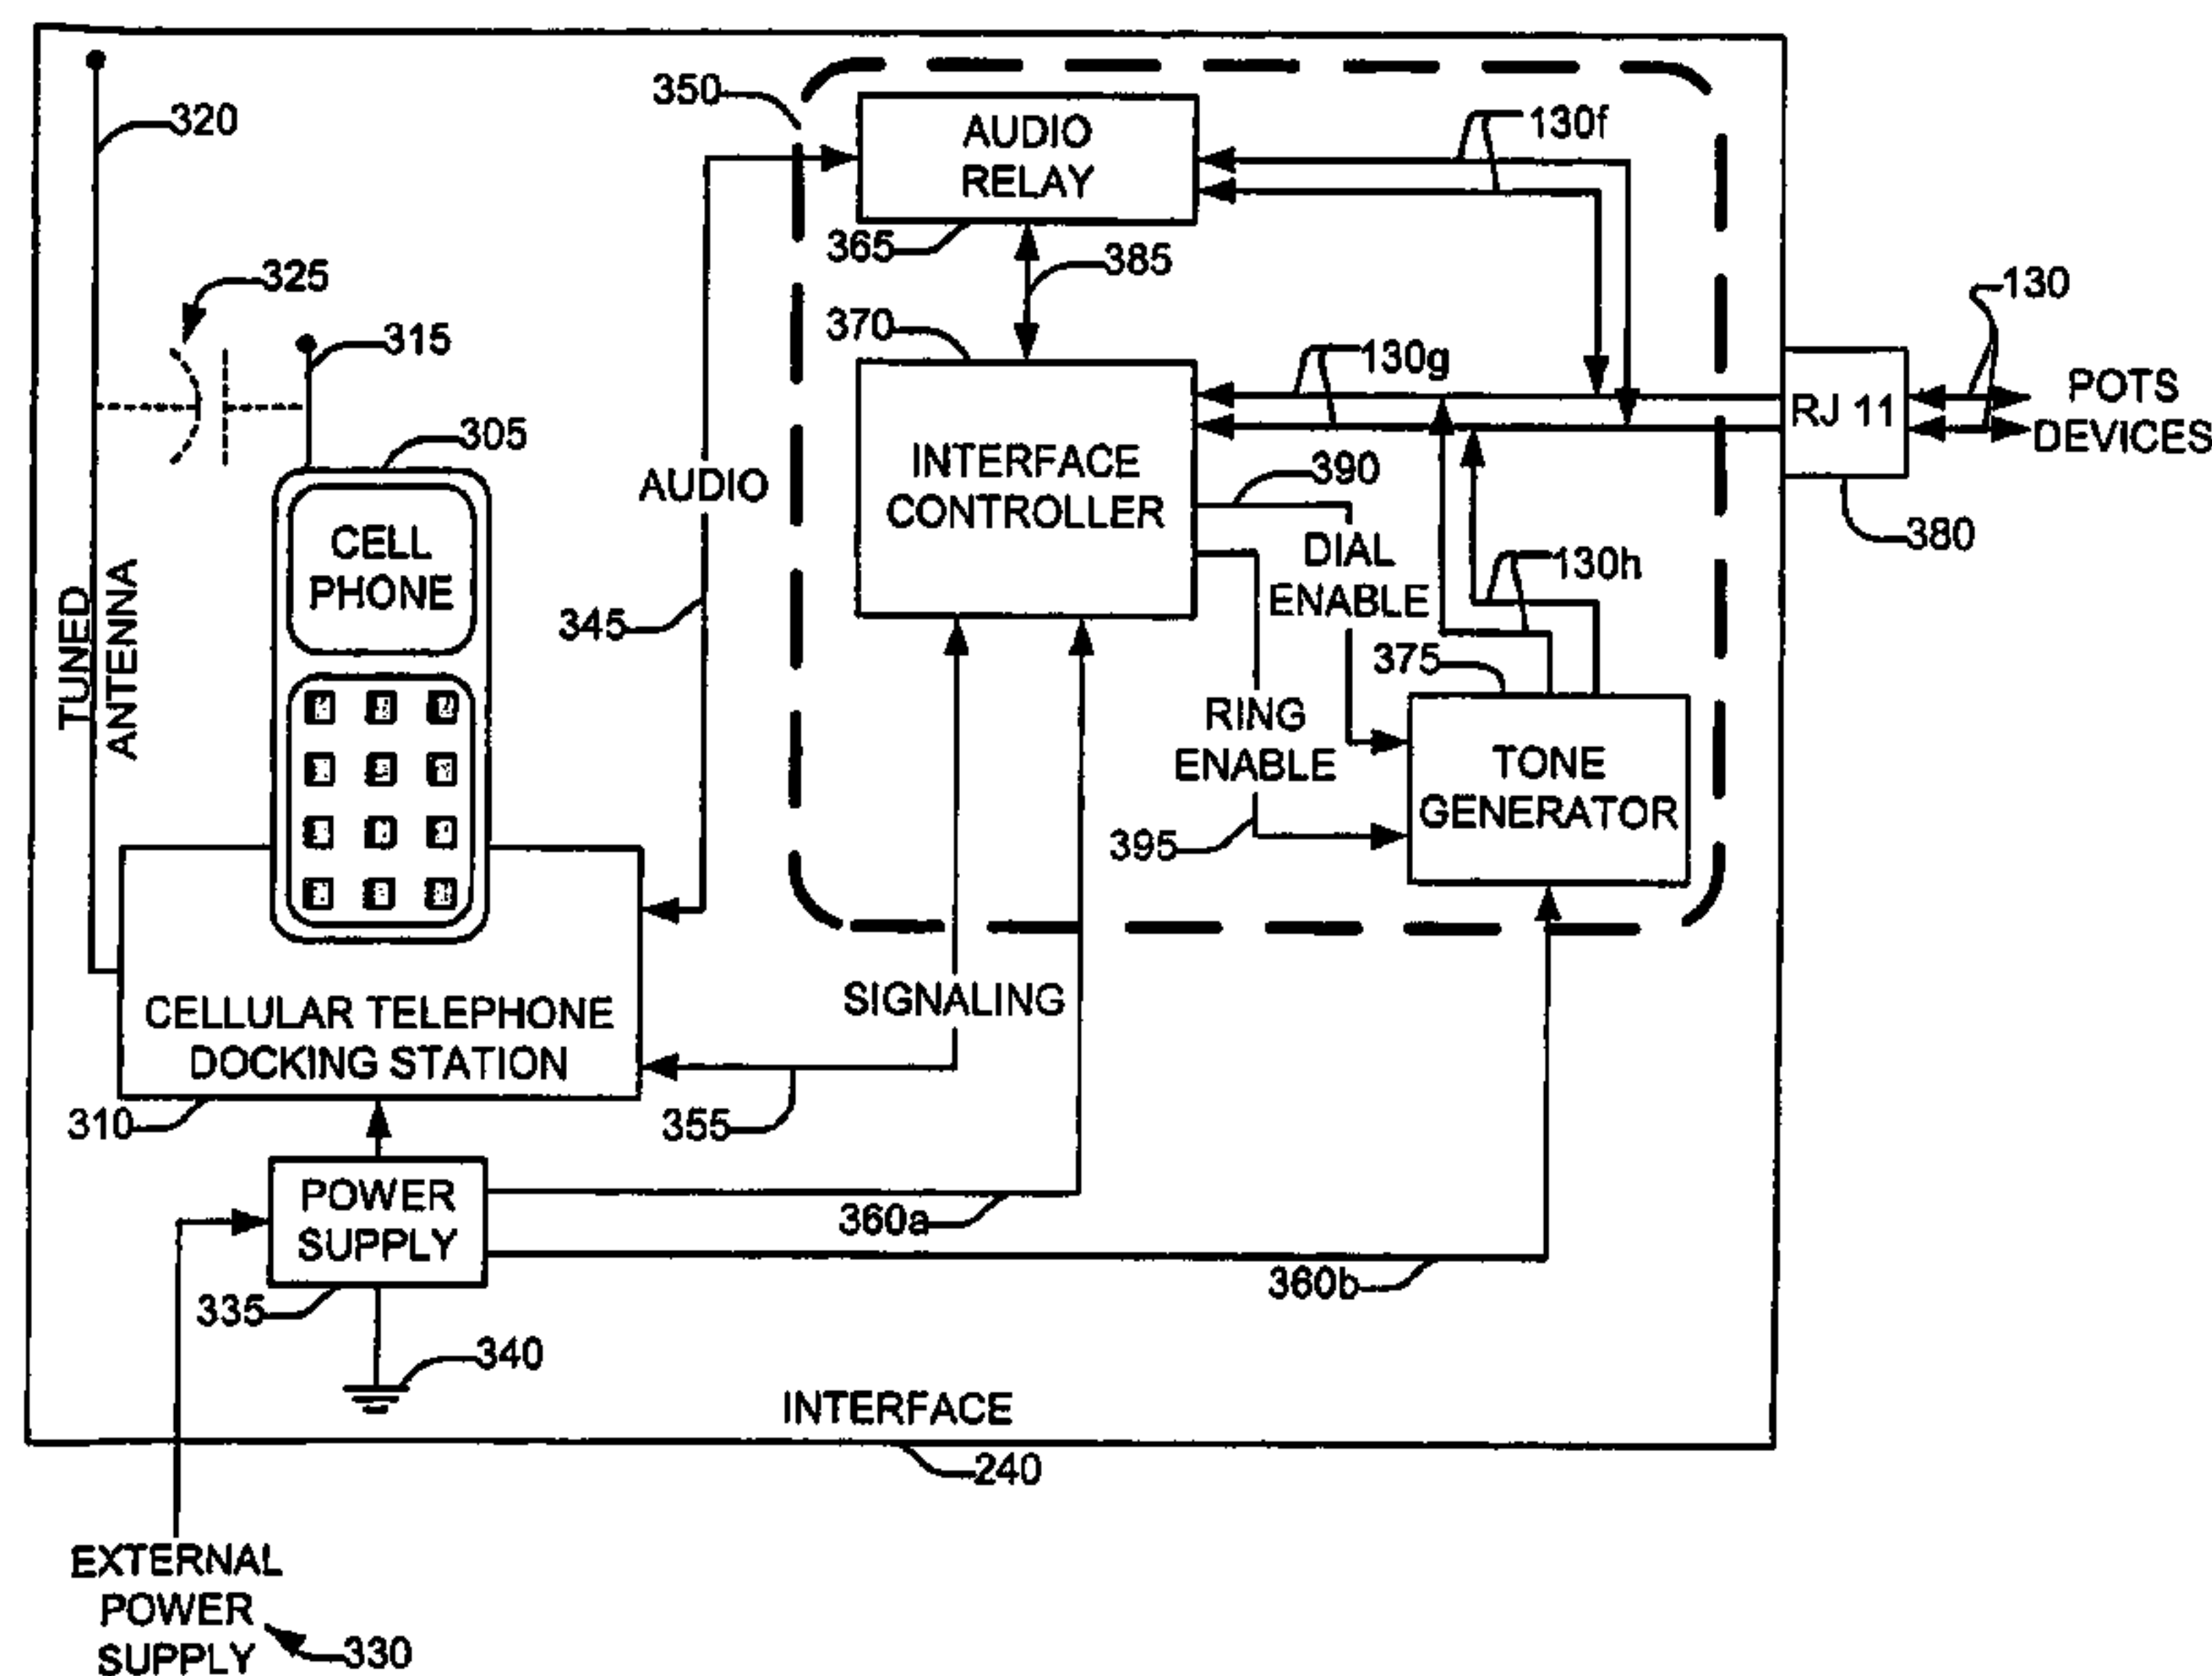 320
350
AUDIO
RELAY
130f
365
385
325
315
370
130g
130
POTS
DEVICES
RJ 11
380
305
CELL
PHONE
AUDIO
345
INTERFACE
CONTROLLER
390
DIAL
ENABLE
130h
375
TUNED
ANTENNA
RING
ENABLE
395
TONE
GENERATOR
CELLULAR TELEPHONE
DOCKING STATION
310
SIGNALING
355
POWER
SUPPLY
335
360a
360b
340
INTERFACE
240
EXTERNAL
POWER
SUPPLY
330